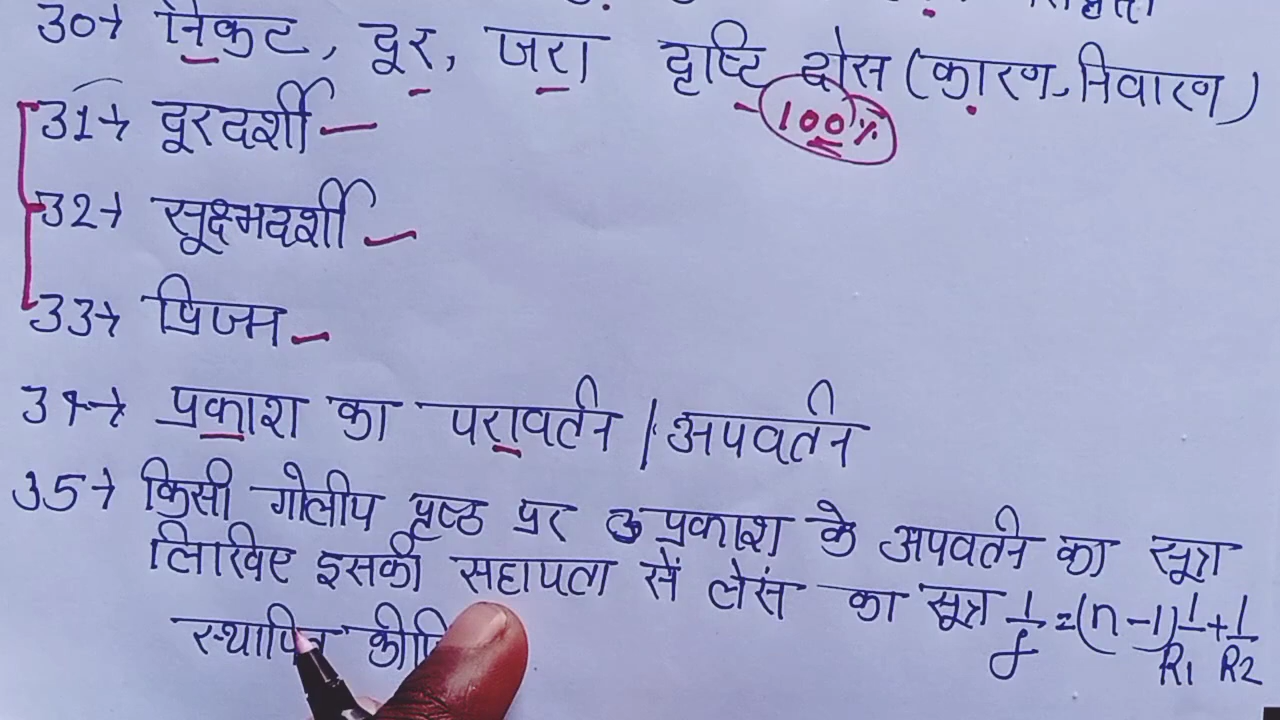 30→ निकट, दूर, जरा दृष्टि दोस (कारण-निवारण)
100%
31→ दूरदर्शी
32→ सूक्ष्मदर्शी
33→ प्रिज्म
34→ प्रकाश का परावर्तन | अपवर्तन
35→ किसी गोलीय पृष्ठ पर प्रकाश के अपवर्तन का सूत्र
लिखिए इसकी सहायता सें लेंस का सूत्र 1/f = (n-1) 1/R1 + 1/R2
स्थापित